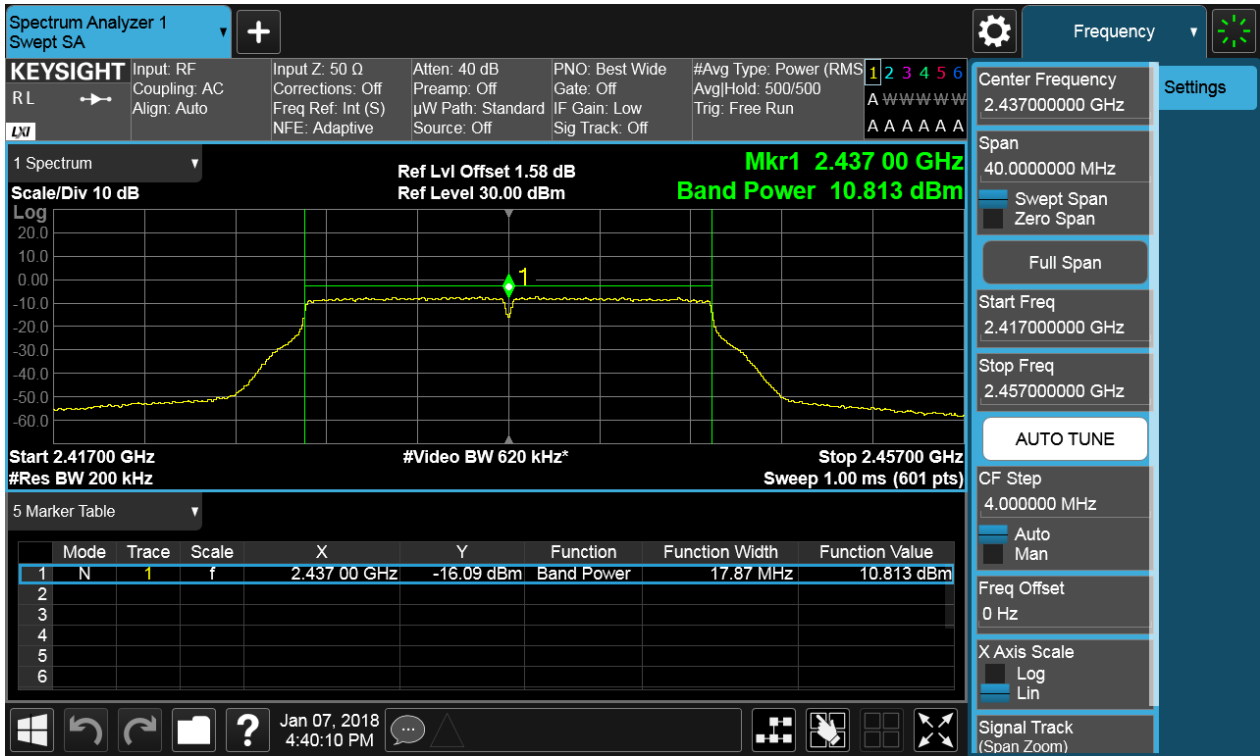 Spectrum Analyzer 1
Swept SA
Frequency
KEYSIGHT
R L
LXI
Input: RF
Coupling: AC
Align: Auto
Input Z: 50 Ω
Corrections: Off
Freq Ref: Int (S)
NFE: Adaptive
Atten: 40 dB
Preamp: Off
µW Path: Standard
Source: Off
PNO: Best Wide
Gate: Off
IF Gain: Low
Sig Track: Off
#Avg Type: Power (RMS
Avg|Hold: 500/500
Trig: Free Run
1 2 3 4 5 6
A W W W W W
A A A A A A
1 Spectrum
Scale/Div 10 dB
Ref Lvl Offset 1.58 dB
Ref Level 30.00 dBm
Mkr1 2.437 00 GHz
Band Power 10.813 dBm
Log
20.0
10.0
0.00
-10.0
-20.0
-30.0
-40.0
-50.0
-60.0
1
Start 2.41700 GHz
#Res BW 200 kHz
#Video BW 620 kHz*
Stop 2.45700 GHz
Sweep 1.00 ms (601 pts)
5 Marker Table
Mode Trace Scale X Y Function Function Width Function Value
1 N 1 f 2.437 00 GHz -16.09 dBm Band Power 17.87 MHz 10.813 dBm
2
3
4
5
6
Center Frequency
2.437000000 GHz
Span
40.0000000 MHz
Swept Span
Zero Span
Full Span
Start Freq
2.417000000 GHz
Stop Freq
2.457000000 GHz
AUTO TUNE
CF Step
4.000000 MHz
Auto
Man
Freq Offset
0 Hz
X Axis Scale
Log
Lin
Signal Track
(Span Zoom)
Settings
?
Jan 07, 2018
4:40:10 PM